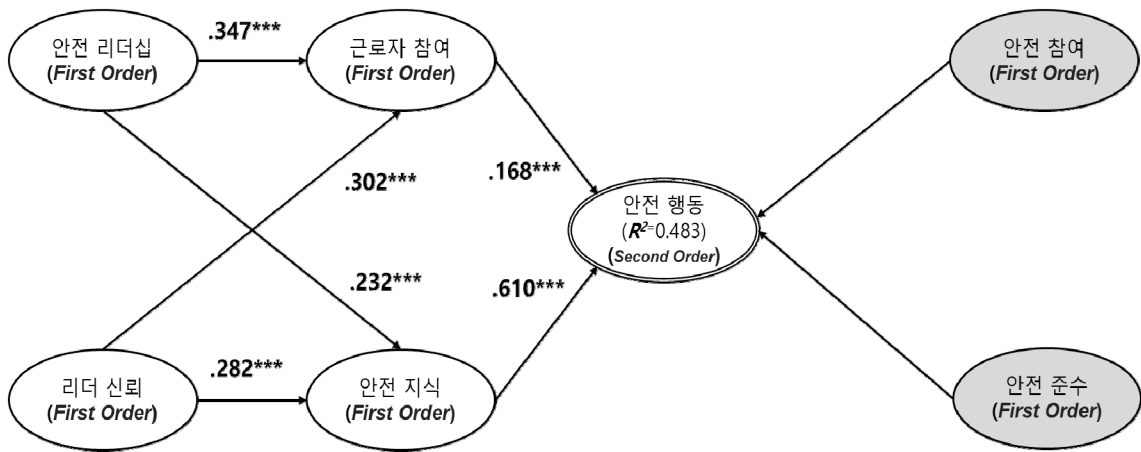 안전 리더십
(First Order)
.347***
근로자 참여
(First Order)
안전 참여
(First Order)
.302***
.168***
안전 행동
(R²=0.483)
(Second Order)
.232***
.610***
리더 신뢰
(First Order)
.282***
안전 지식
(First Order)
안전 준수
(First Order)